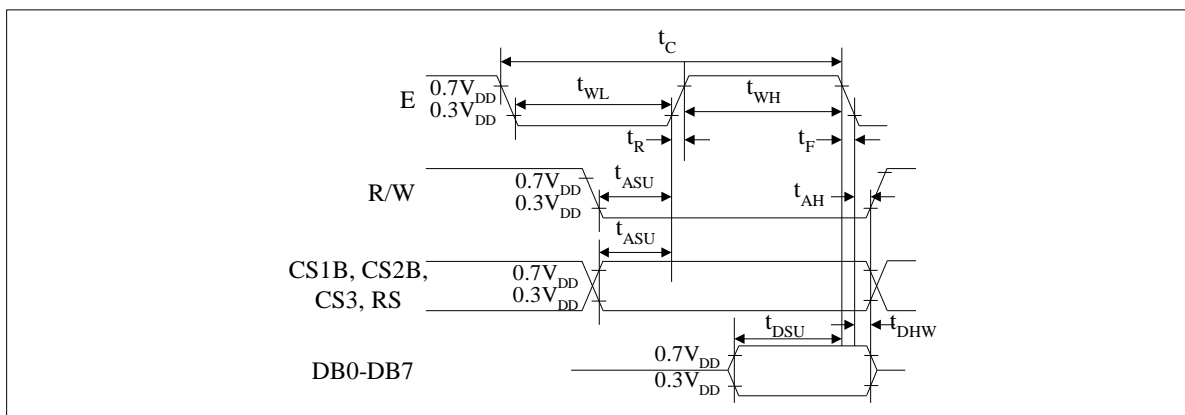 t_C
0.7V_DD
t_WL
t_WH
E
0.3V_DD
t_R
t_F
0.7V_DD
t_ASU
R/W
t_AH
0.3V_DD
t_ASU
CS1B, CS2B,
0.7V_DD
CS3, RS
0.3V_DD
t_DSU
t_DHW
0.7V_DD
DB0-DB7
0.3V_DD